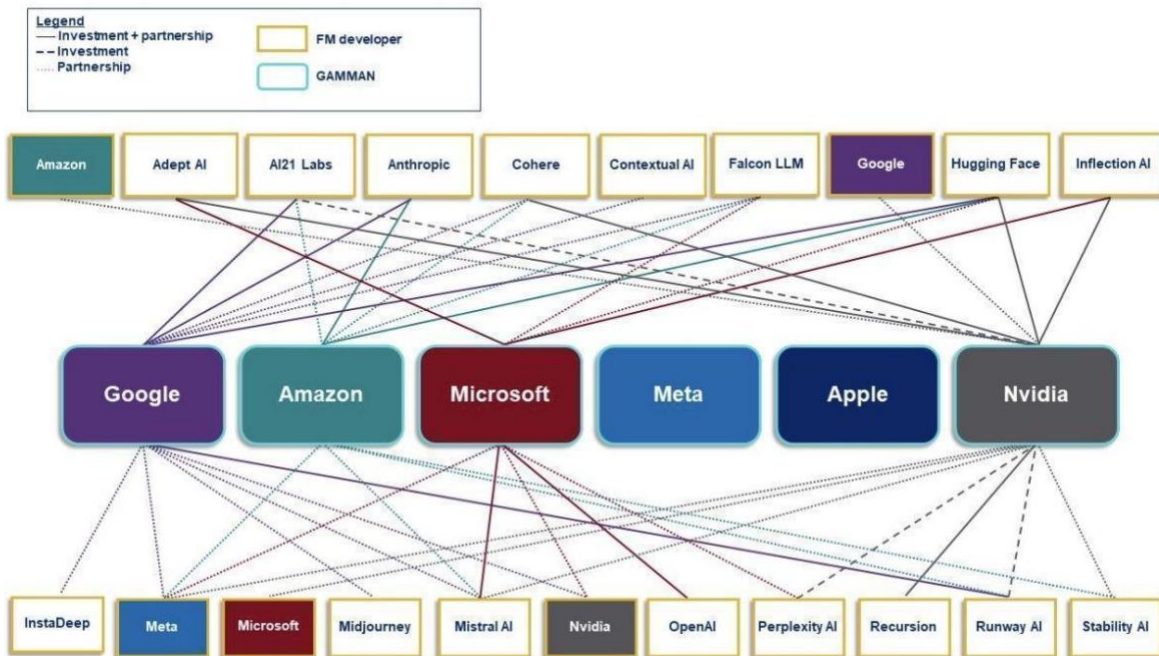 Legend
Investment + partnership
Investment
Partnership
FM developer
GAMMAN
Amazon
Adept AI
AI21 Labs
Anthropic
Cohere
Contextual AI
Falcon LLM
Google
Hugging Face
Inflection AI
Google
Amazon
Microsoft
Meta
Apple
Nvidia
InstaDeep
Meta
Microsoft
Midjourney
Mistral AI
Nvidia
OpenAI
Perplexity AI
Recursion
Runway AI
Stability AI